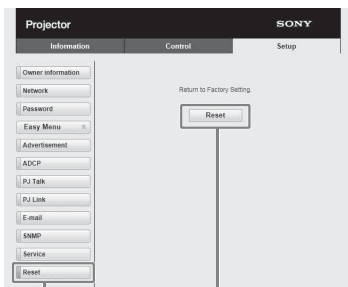 Projector
SONY
Information Control Setup
Owner information
Network
Password
Easy Menu
Advertisement
ADCP
PJ Talk
PJ Link
E-mail
SNMP
Service
Reset
Return to Factory Setting.
Reset